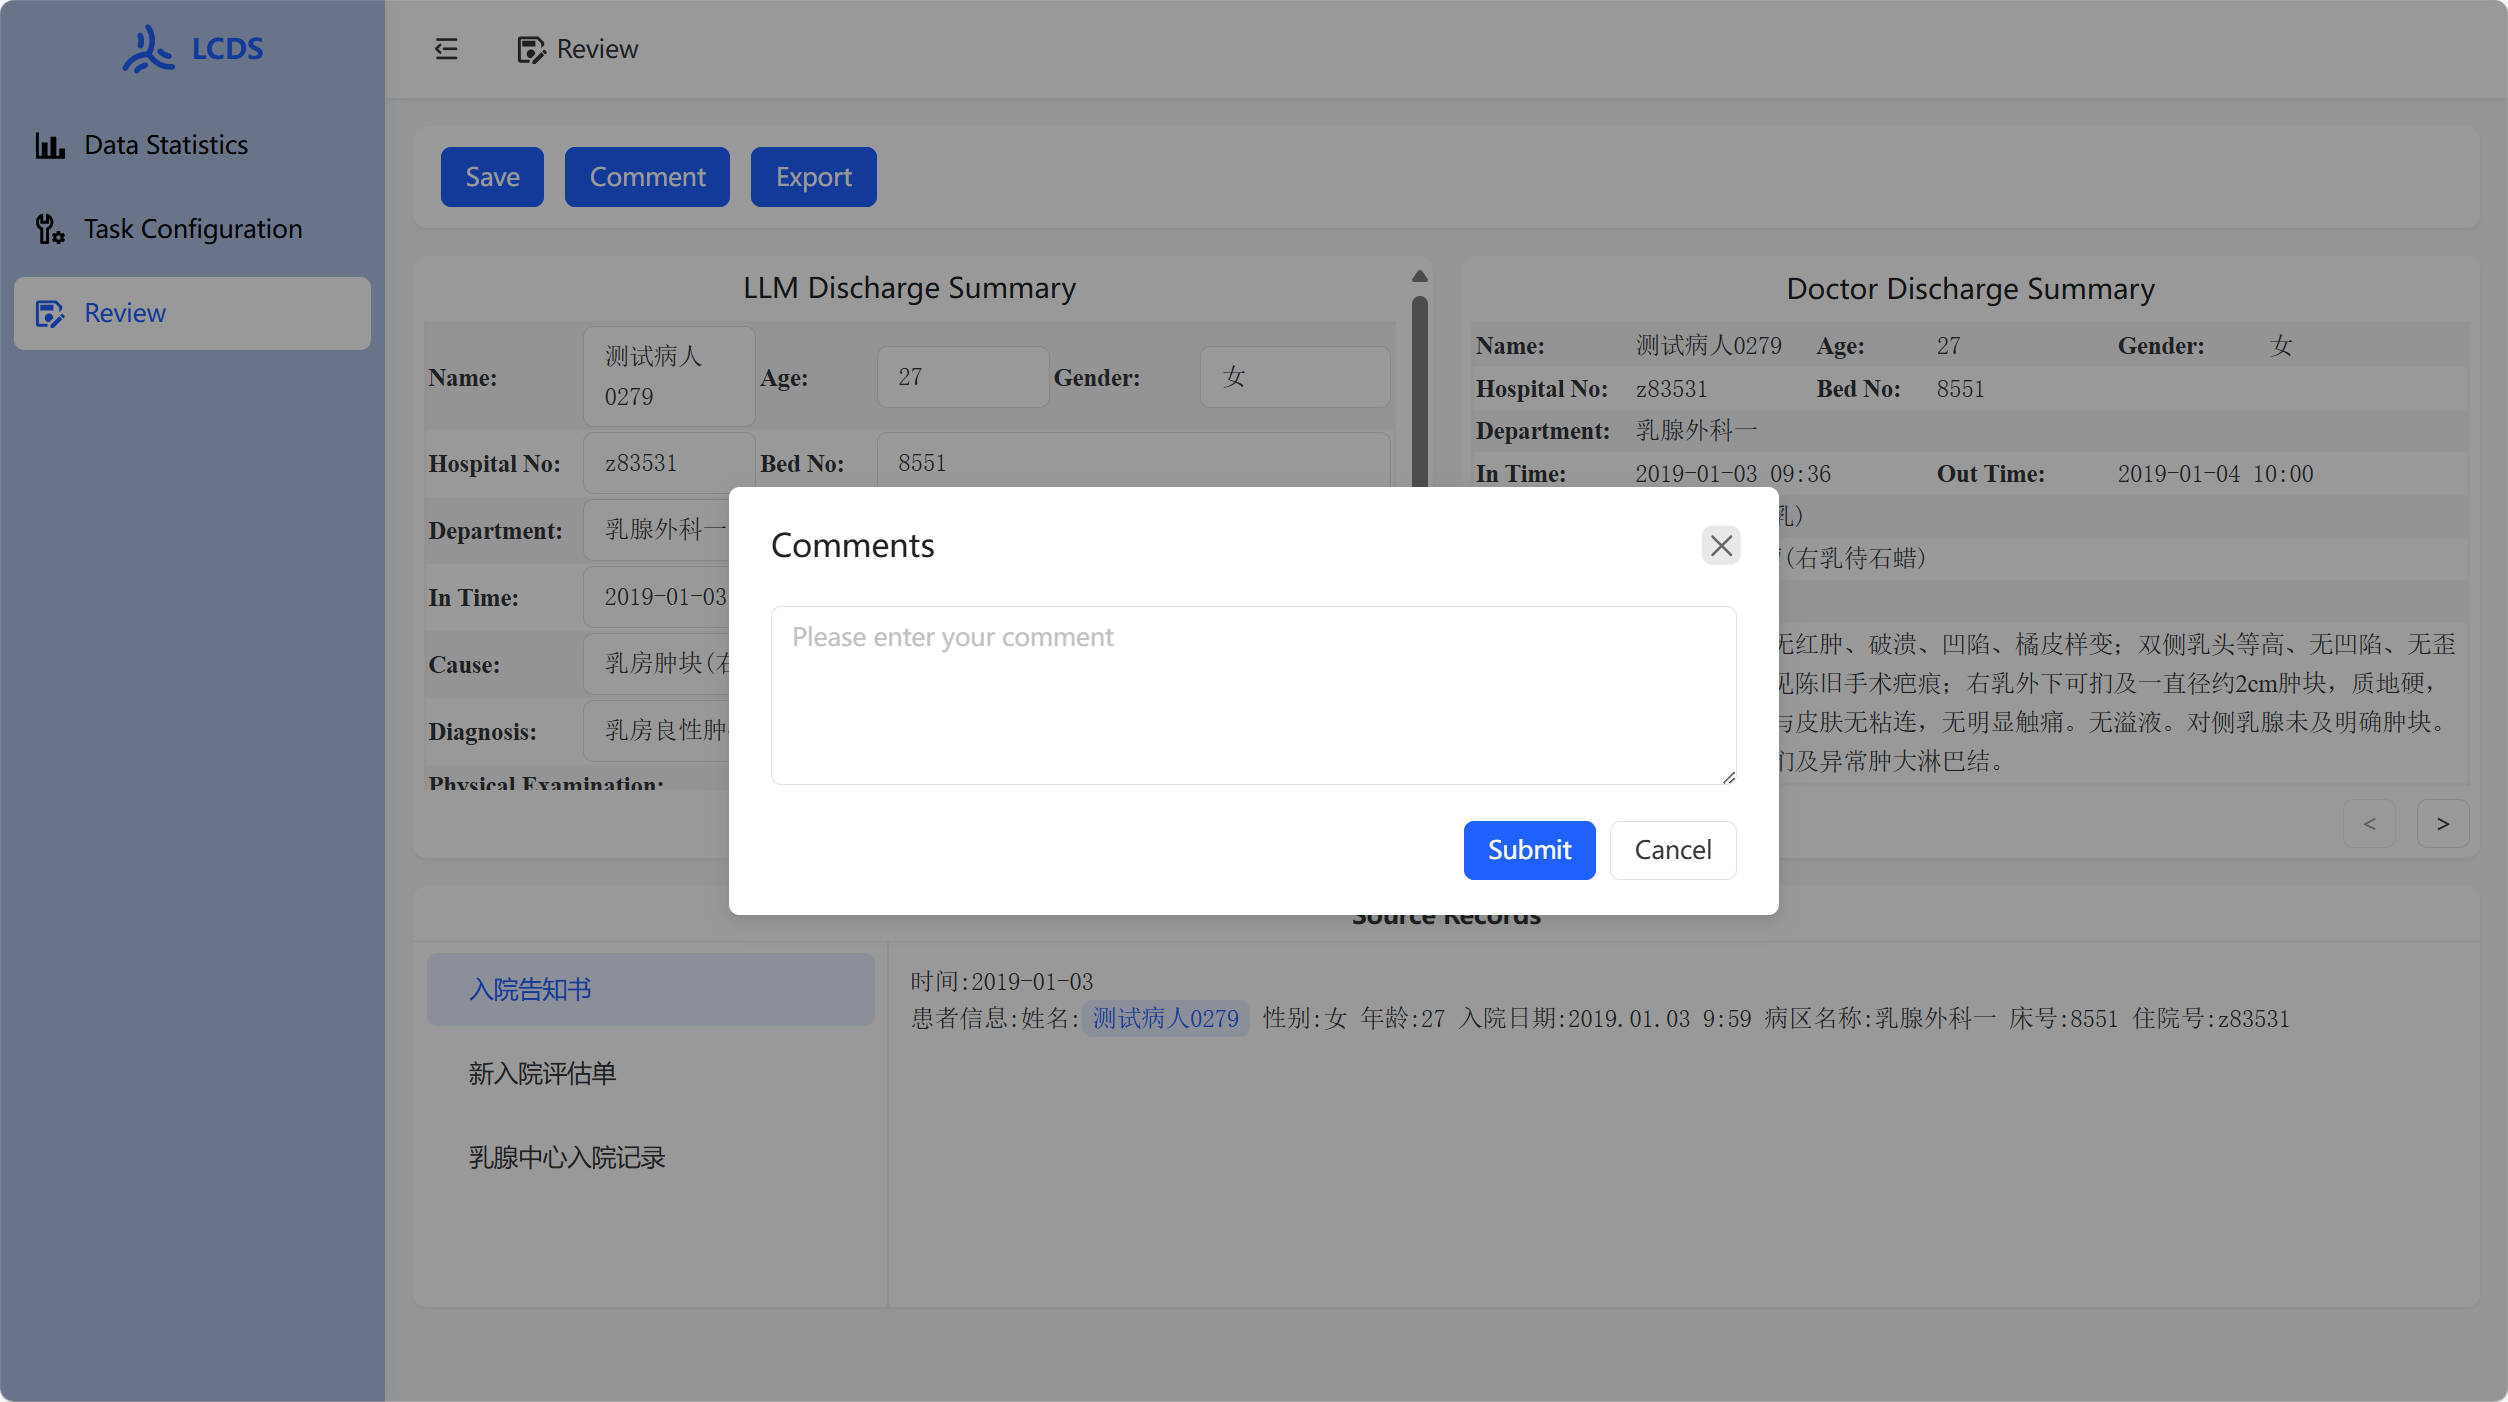 LCDS
Data Statistics
Task Configuration
Review
Review
Save
Comment
Export
LLM Discharge Summary
Name:
测试病人
0279
Age:
27
Gender:
女
Hospital No:
z83531
Bed No:
8551
Department:
乳腺外科一
In Time:
2019-01-03
Cause:
乳房肿块(右
Diagnosis:
乳房良性肿
Physical Examination:
Doctor Discharge Summary
Name: 测试病人0279 Age: 27 Gender: 女
Hospital No: z83531 Bed No: 8551
Department: 乳腺外科一
In Time: 2019-01-03 09:36 Out Time: 2019-01-04 10:00
乳)
(右乳待石蜡)
无红肿、破溃、凹陷、橘皮样变；双侧乳头等高、无凹陷、无歪
见陈旧手术疤痕；右乳外下可扪及一直径约2cm肿块，质地硬，
与皮肤无粘连，无明显触痛。无溢液。对侧乳腺未及明确肿块。
扪及异常肿大淋巴结。
<
>
Comments
Please enter your comment
Submit
Cancel
Source Records
入院告知书
新入院评估单
乳腺中心入院记录
时间:2019-01-03
患者信息:姓名: 测试病人0279 性别:女 年龄:27 入院日期:2019.01.03 9:59 病区名称:乳腺外科一 床号:8551 住院号:z83531